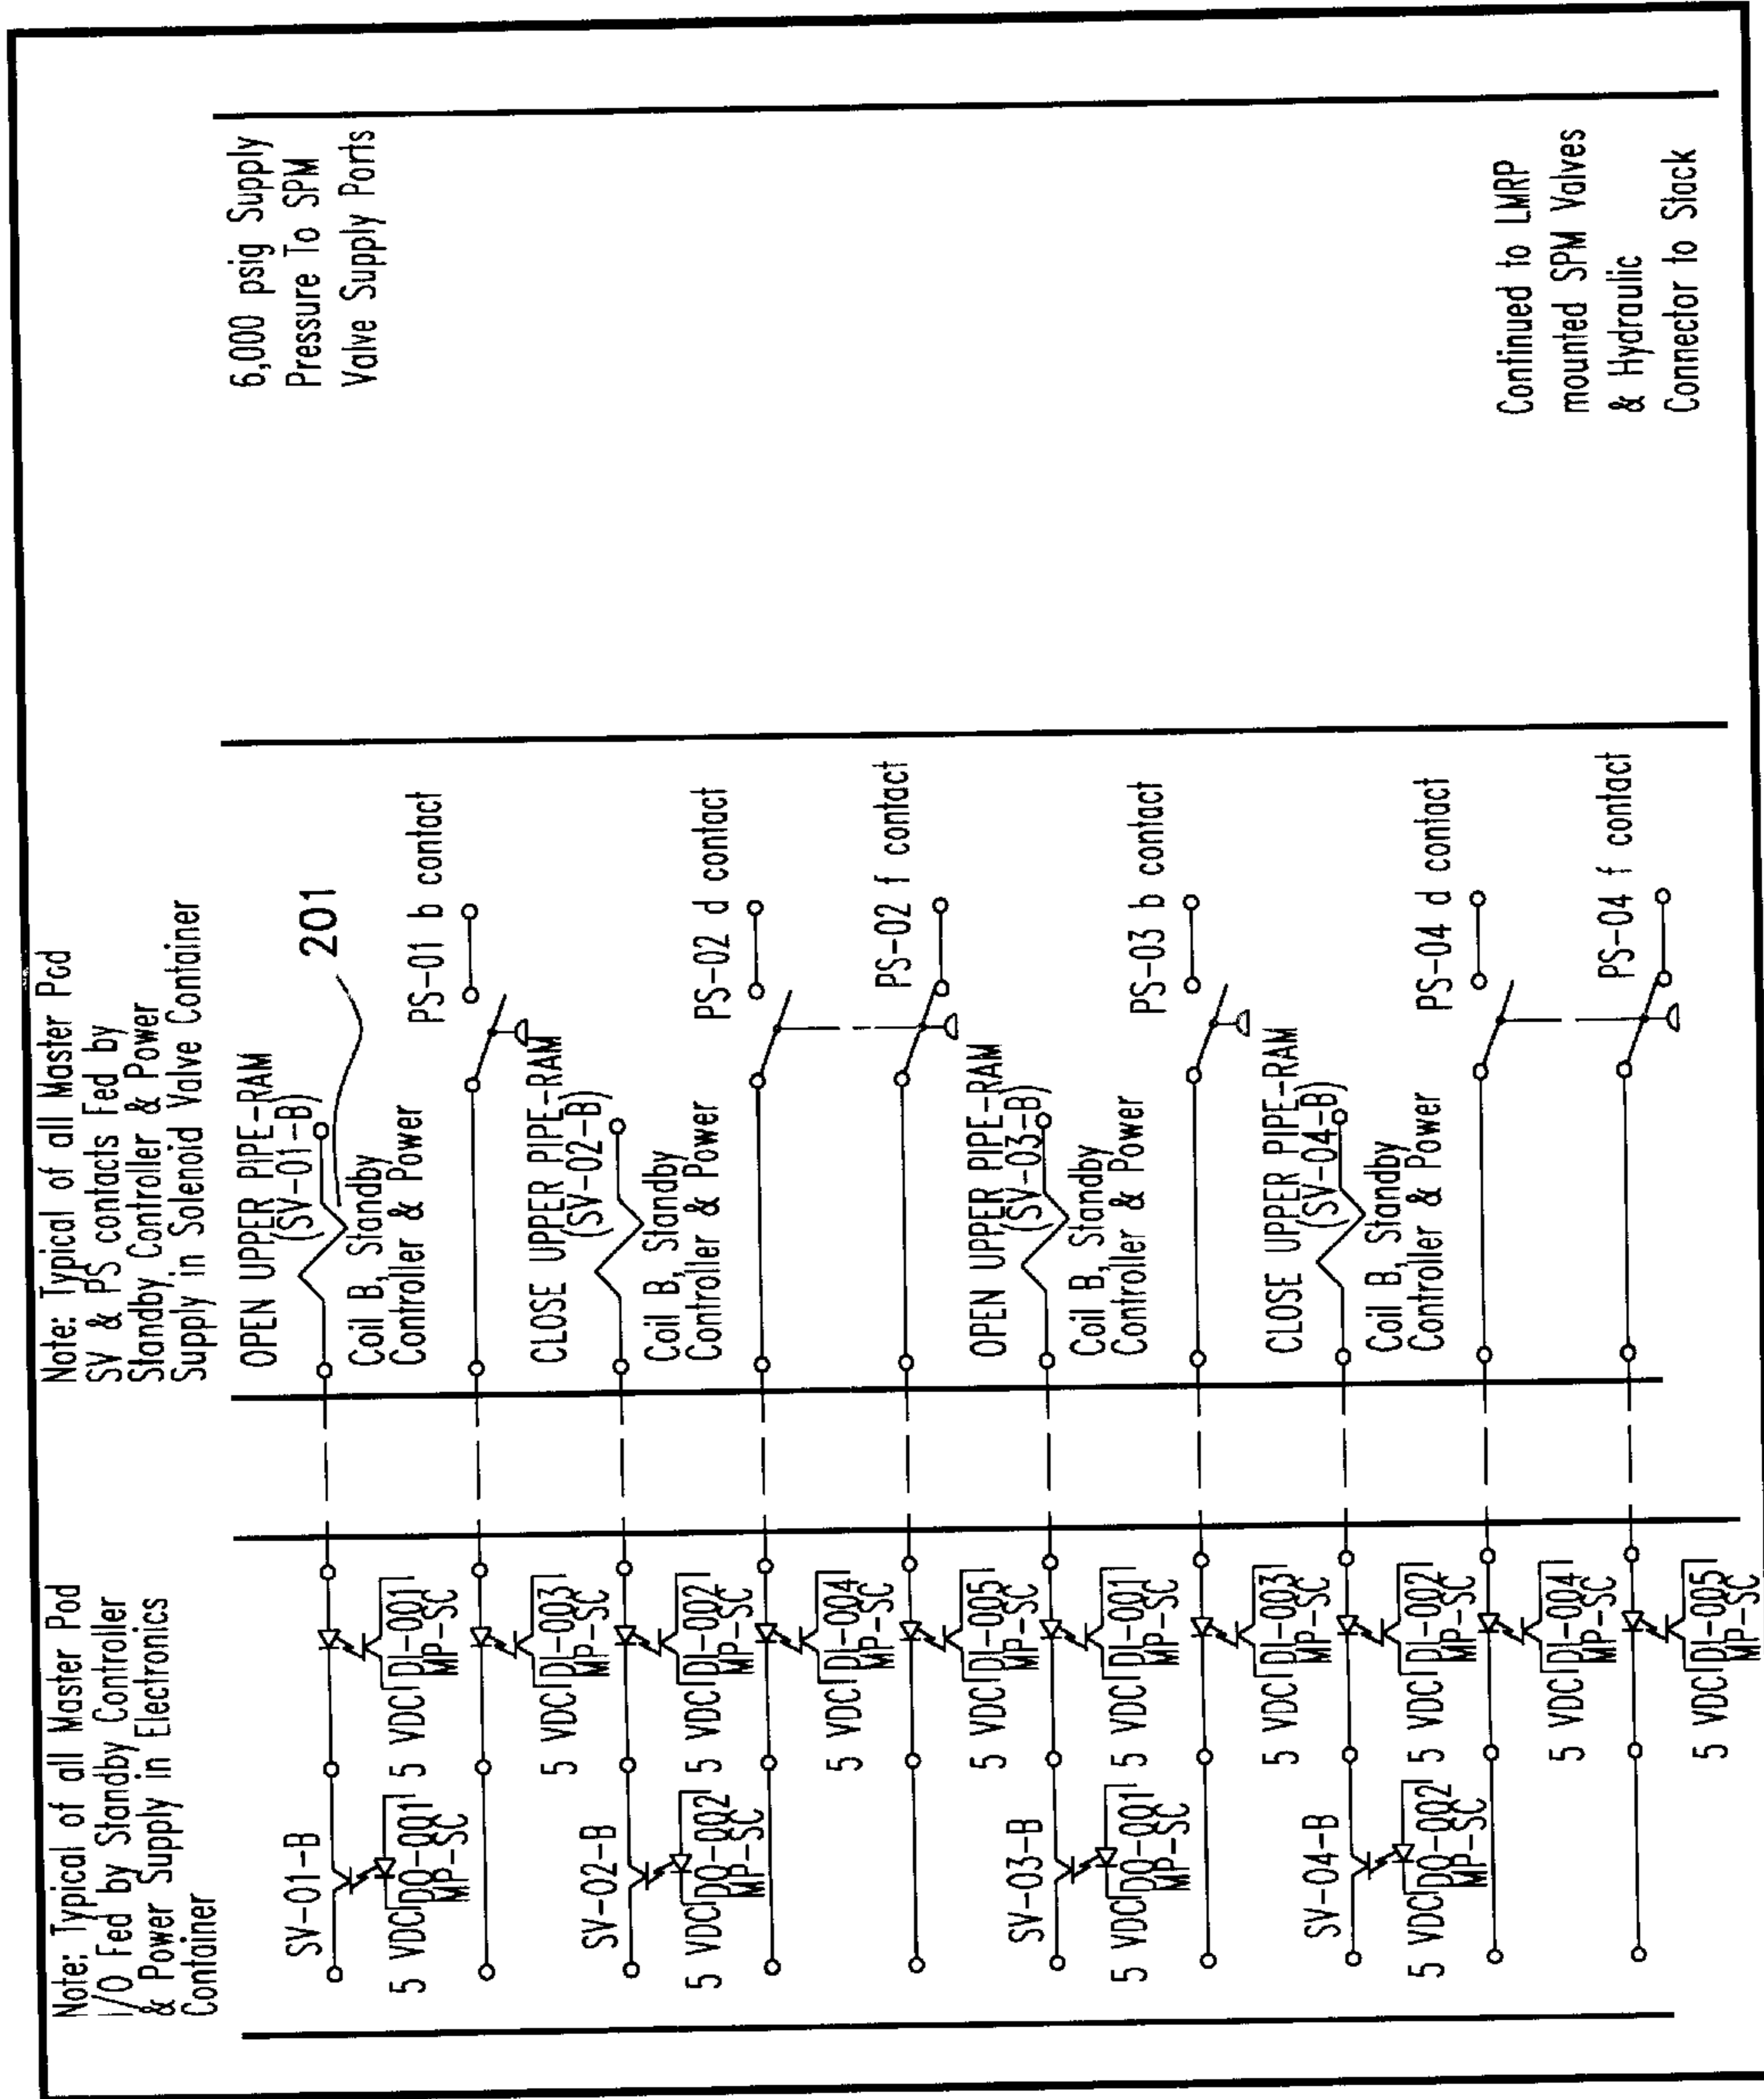 Note: Typical of all Master Pod
I/O Fed by Standby Controller
& Power Supply in Electronics
Container
Note: Typical of all Master Pod
SV & PS contacts Fed by
Standby Controller & Power
Supply in Solenoid Valve Container
6,000 psig Supply
Pressure To SPM
Valve Supply Ports
SV-01-B
5 VDC DO-001
MP-SC
5 VDC DI-001
MP-SC
OPEN UPPER PIPE-RAM
(SV-01-B)
201
Coil B, Standby
Controller & Power
PS-01 b contact
5 VDC DI-003
MP-SC
SV-02-B
5 VDC DO-002
MP-SC
5 VDC DI-002
MP-SC
CLOSE UPPER PIPE-RAM
(SV-02-B)
Coil B, Standby
Controller & Power
PS-02 d contact
5 VDC DI-004
MP-SC
PS-02 f contact
5 VDC DI-005
MP-SC
SV-03-B
5 VDC DO-001
MP-SC
5 VDC DI-001
MP-SC
OPEN UPPER PIPE-RAM
(SV-03-B)
Coil B, Standby
Controller & Power
PS-03 b contact
5 VDC DI-003
MP-SC
SV-04-B
5 VDC DO-002
MP-SC
5 VDC DI-002
MP-SC
CLOSE UPPER PIPE-RAM
(SV-04-B)
Coil B, Standby
Controller & Power
PS-04 d contact
5 VDC DI-004
MP-SC
PS-04 f contact
5 VDC DI-005
MP-SC
Continued to LMRP
mounted SPM Valves
& Hydraulic
Connector to Stack